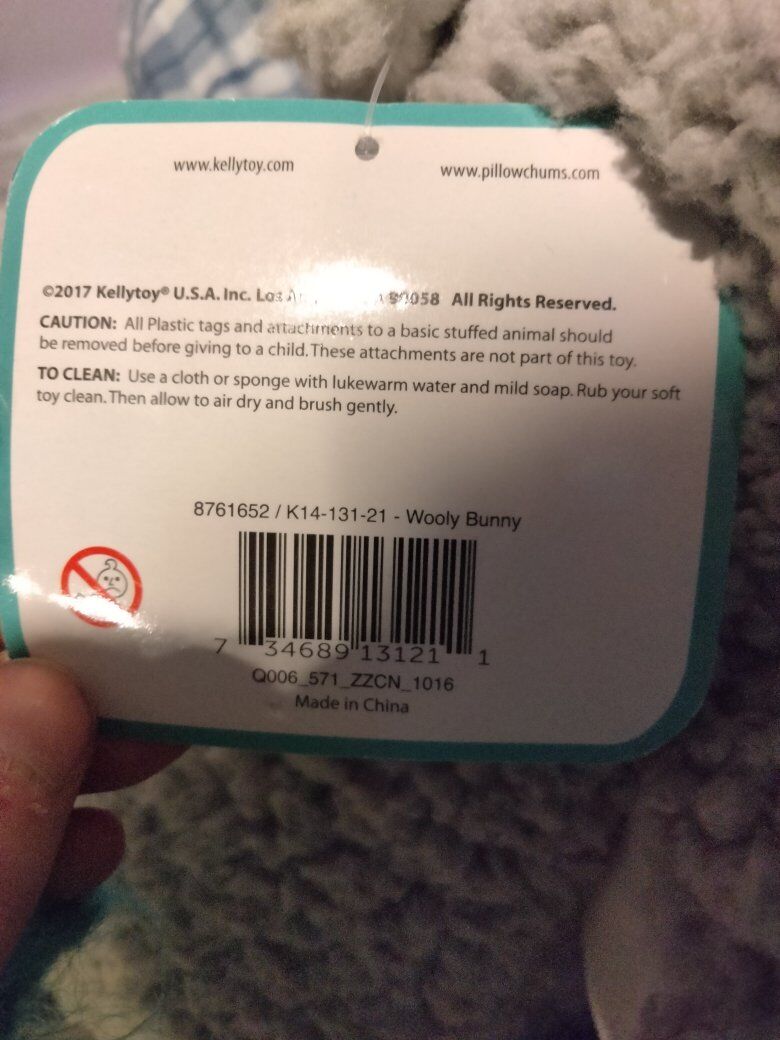 www.kellytoy.com
www.pillowchums.com
©2017 Kellytoy® U.S.A. Inc. Los 90058 All Rights Reserved.
CAUTION: All Plastic tags and attachments to a basic stuffed animal should
be removed before giving to a child. These attachments are not part of this toy.
TO CLEAN: Use a cloth or sponge with lukewarm water and mild soap. Rub your soft
toy clean. Then allow to air dry and brush gently.
8761652 / K14-131-21 - Wooly Bunny
7 34689 13121 1
Q006_571_ZZCN_1016
Made in China